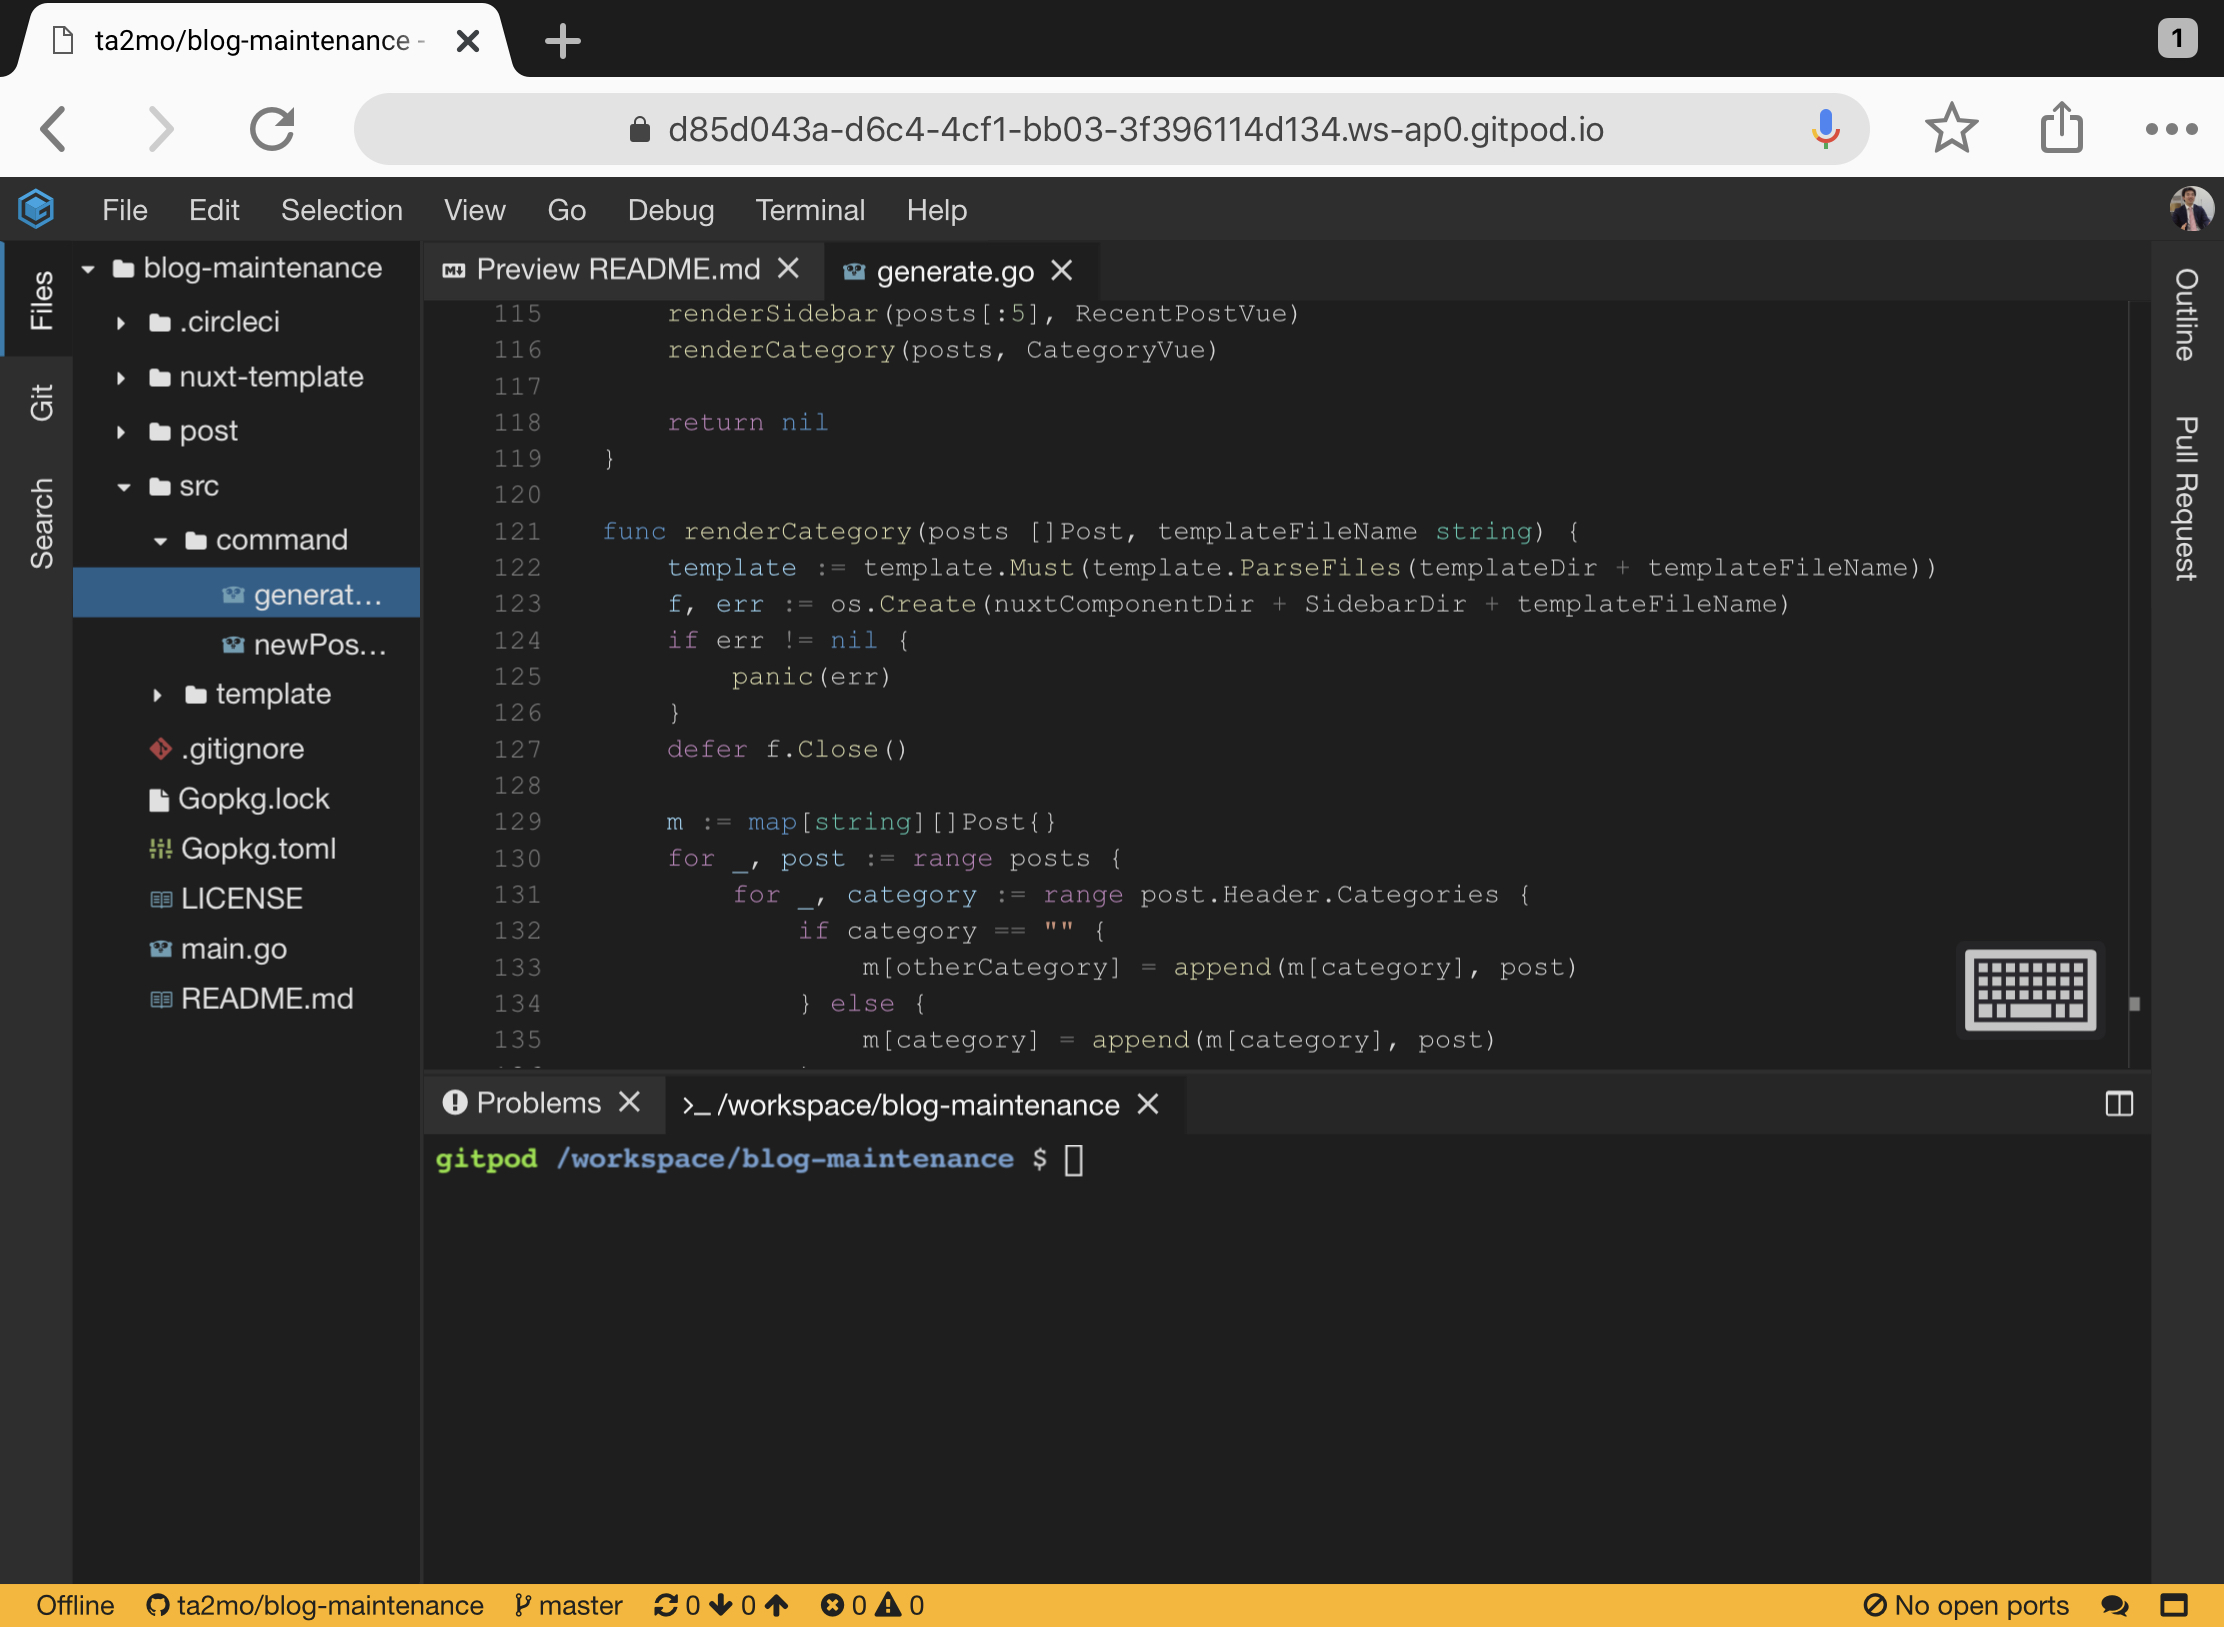 ta2mo/blog-maintenance -
1
d85d043a-d6c4-4cf1-bb03-3f396114d134.ws-ap0.gitpod.io
File Edit Selection View Go Debug Terminal Help
Files
Git
Search
blog-maintenance
.circleci
nuxt-template
post
src
command
generat...
newPos...
template
.gitignore
Gopkg.lock
Gopkg.toml
LICENSE
main.go
README.md
Preview README.md
generate.go
115 renderSidebar(posts[:5], RecentPostVue)
116 renderCategory(posts, CategoryVue)
117
118 return nil
119 }
120
121 func renderCategory(posts []Post, templateFileName string) {
122 template := template.Must(template.ParseFiles(templateDir + templateFileName))
123 f, err := os.Create(nuxtComponentDir + SidebarDir + templateFileName)
124 if err != nil {
125 panic(err)
126 }
127 defer f.Close()
128
129 m := map[string][]Post{}
130 for _, post := range posts {
131 for _, category := range post.Header.Categories {
132 if category == "" {
133 m[otherCategory] = append(m[category], post)
134 } else {
135 m[category] = append(m[category], post)
Outline
Pull Request
Problems
>_ /workspace/blog-maintenance
gitpod /workspace/blog-maintenance $
Offline ta2mo/blog-maintenance master 0 0 0 0 No open ports